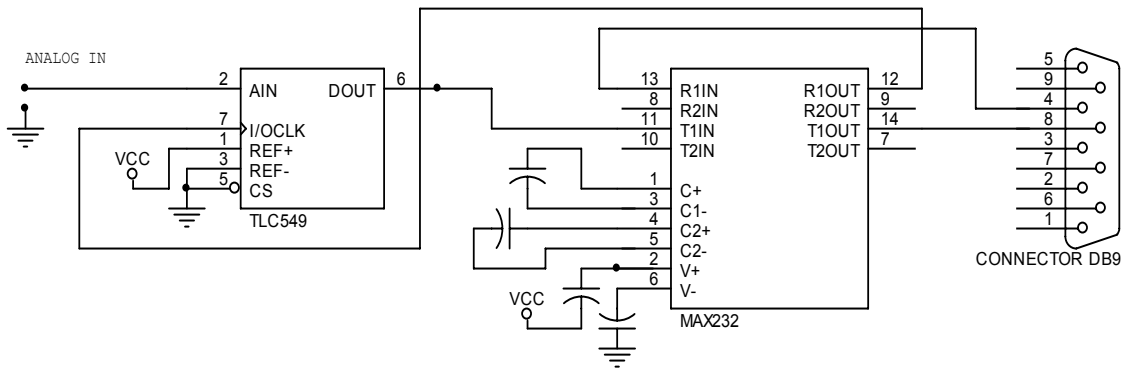 ANALOG IN
2 AIN DOUT 6
7 I/OCLK
1 REF+
3 REF-
5 CS
VCC
TLC549
13 R1IN R1OUT 12
8 R2IN R2OUT 9
11 T1IN T1OUT 14
10 T2IN T2OUT 7
1 C+
3 C1-
4 C2+
5 C2-
2 V+
6 V-
VCC
MAX232
5
9
4
8
3
7
2
6
1
CONNECTOR DB9